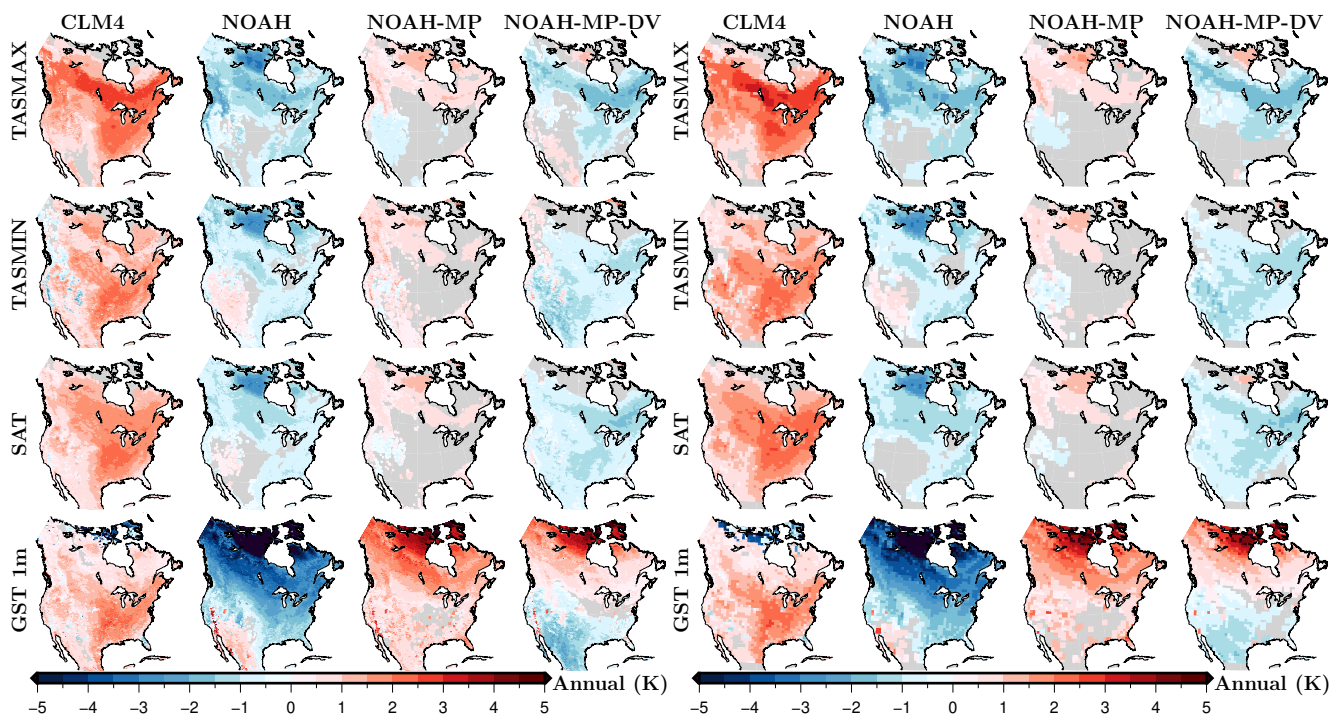 CLM4 NOAH NOAH-MP NOAH-MP-DV CLM4 NOAH NOAH-MP NOAH-MP-DV
TASMAX TASMAX
TASMIN TASMIN
SAT SAT
GST 1m GST 1m
Annual (K) Annual (K)
−5 −4 −3 −2 −1 0 1 2 3 4 5 −5 −4 −3 −2 −1 0 1 2 3 4 5